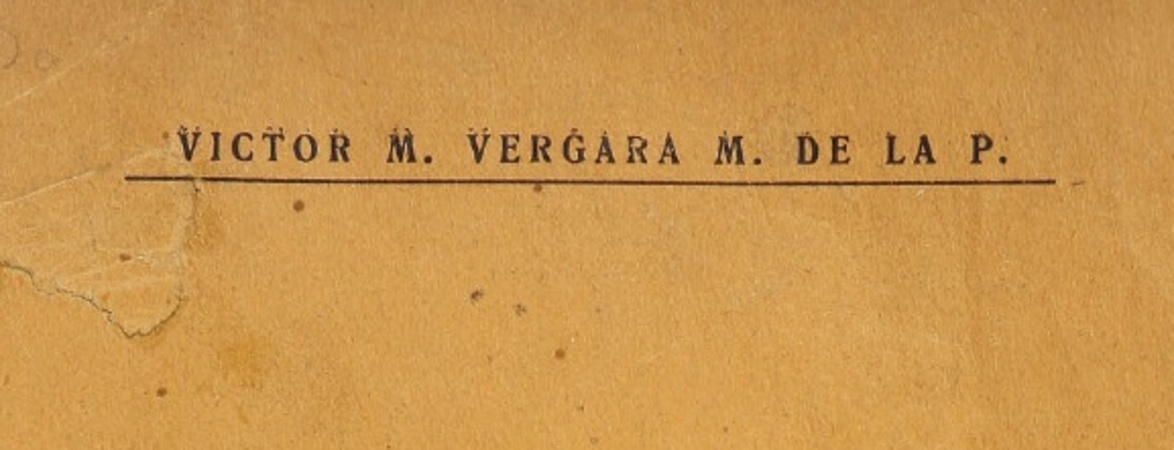 VICTOR M. VERGARA M. DE LA P.